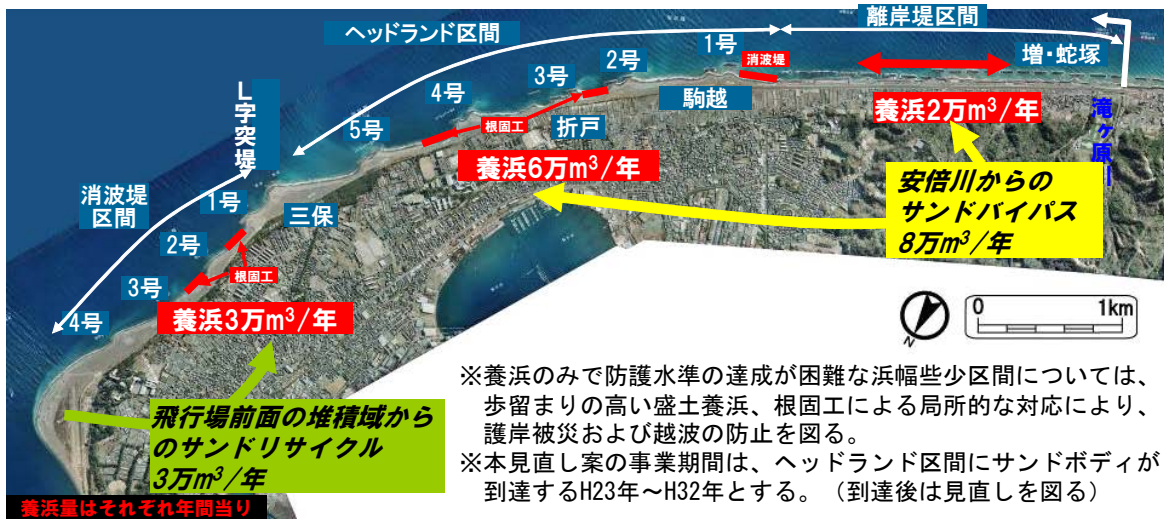 離岸堤区間
ヘッドランド区間
1号
消波堤
増・蛇塚
2号
3号
4号
5号
根固工
駒越
折戸
養浜2万m³/年
滝ヶ原川
L字突堤
養浜6万m³/年
安倍川からの
サンドバイパス
8万m³/年
消波堤
区間
1号
三保
2号
根固工
3号
養浜3万m³/年
4号
N
0 1km
飛行場前面の堆積域から
のサンドリサイクル
3万m³/年
※養浜のみで防護水準の達成が困難な浜幅些少区間については、
歩留まりの高い盛土養浜、根固工による局所的な対応により、
護岸被災および越波の防止を図る。
※本見直し案の事業期間は、ヘッドランド区間にサンドボディが
到達するH23年～H32年とする。（到達後は見直しを図る）
養浜量はそれぞれ年間当り